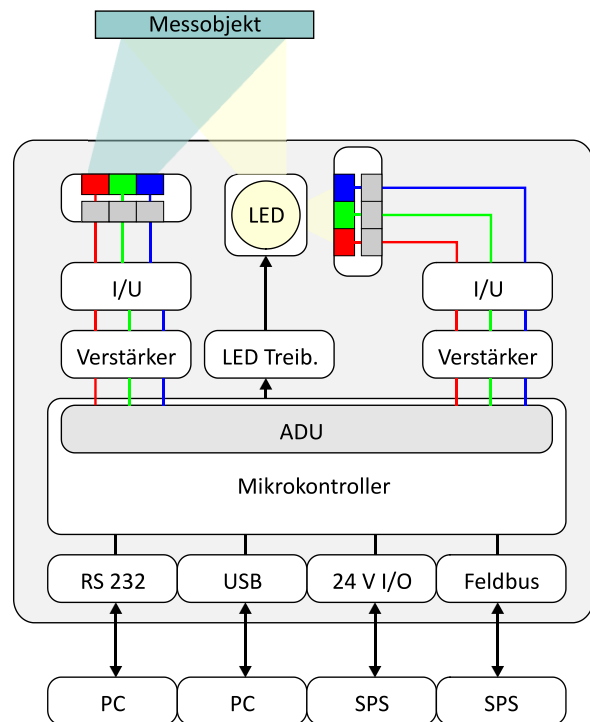 Messobjekt
LED
I/U
I/U
Verstärker
LED Treib.
Verstärker
ADU
Mikrokontroller
RS 232
USB
24 V I/O
Feldbus
PC
PC
SPS
SPS